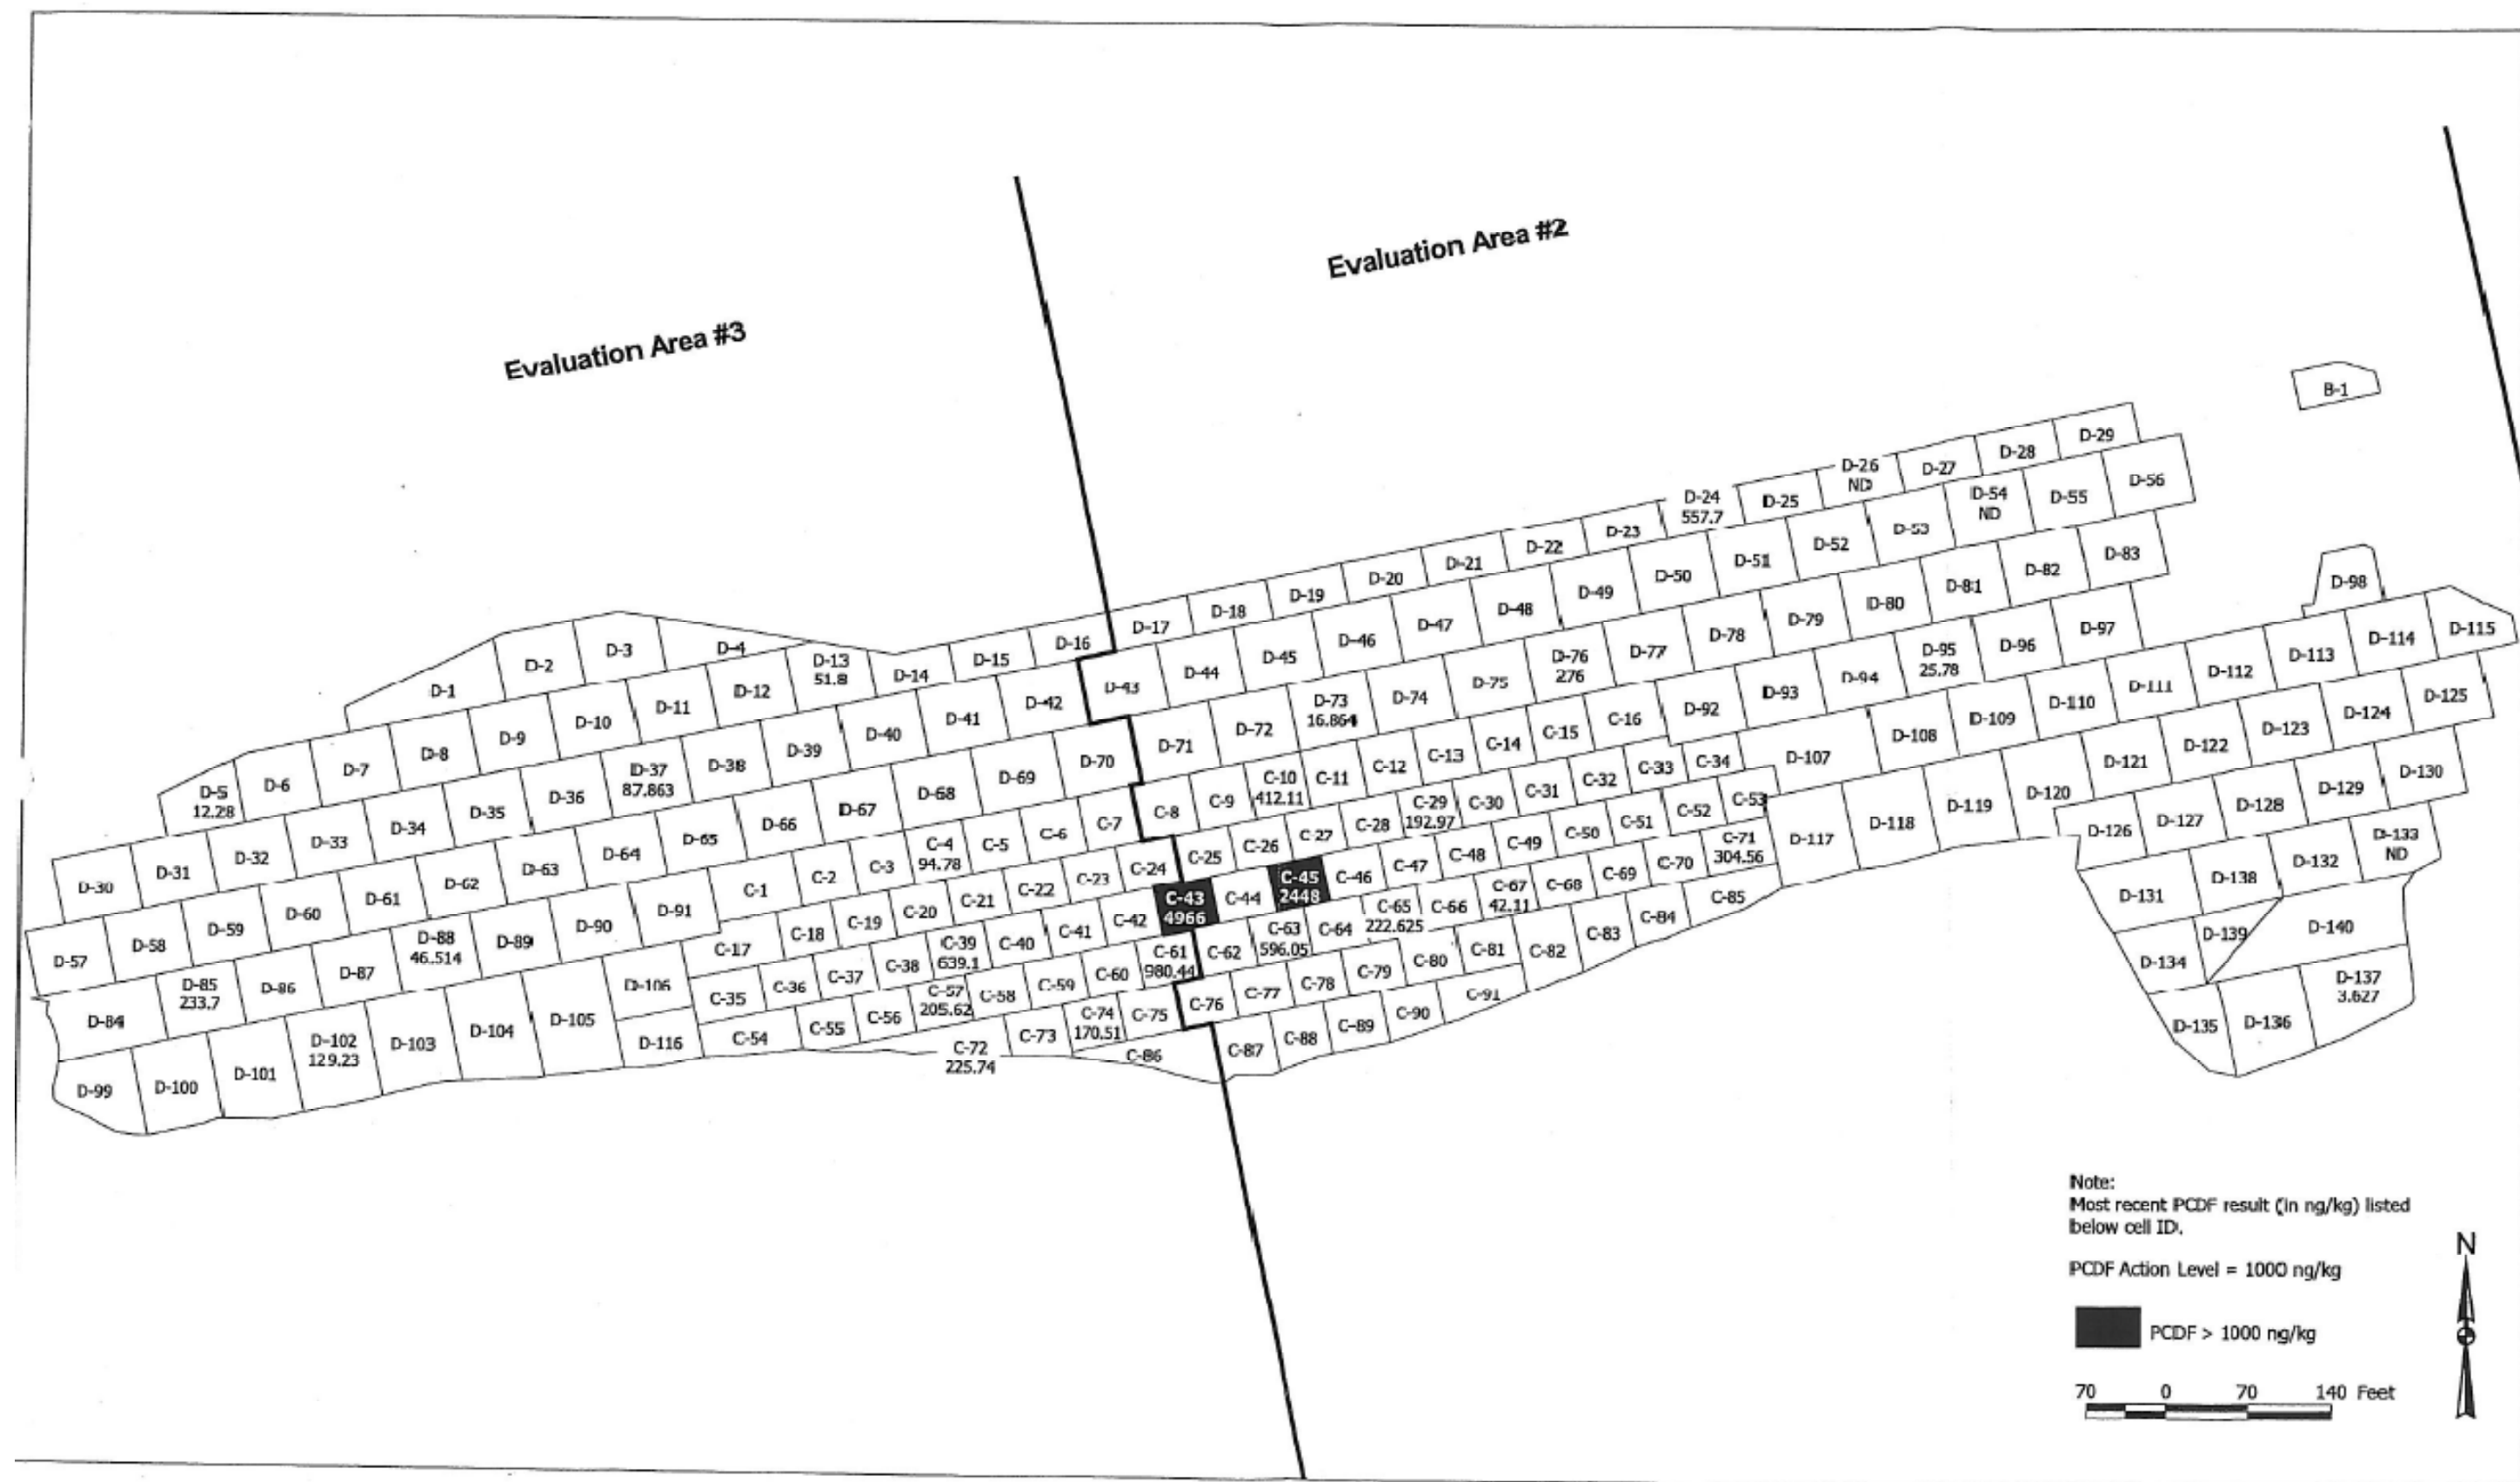 Evaluation Area #2
Evaluation Area #3
B-1
D-29
D-28
D-27
D-26
ND
D-25
D-24
557.7
D-23
D-22
D-21
D-20
D-19
D-18
D-17
D-16
D-15
D-14
D-13
51.8
D-4
D-3
D-2
D-1
D-56
D-55
D-54
ND
D-53
D-52
D-51
D-50
D-49
D-48
D-47
D-46
D-45
D-44
D-43
D-42
D-41
D-40
D-39
D-38
D-37
87.863
D-36
D-35
D-34
D-33
D-32
D-31
D-30
D-12
D-11
D-10
D-9
D-8
D-7
D-6
D-5
12.28
D-83
D-82
D-81
D-80
D-79
D-78
D-77
D-76
276
D-75
D-74
D-73
16.864
D-72
D-71
D-70
D-69
D-68
D-67
D-66
D-65
D-64
D-63
D-62
D-61
D-60
D-59
D-58
D-57
D-98
D-97
D-96
D-95
25.78
D-94
D-93
D-92
C-16
C-15
C-14
C-13
C-12
C-11
C-10
412.11
C-9
C-8
C-7
C-6
C-5
C-4
94.78
C-3
C-2
C-1
D-91
D-90
D-89
D-88
46.514
D-87
D-86
D-85
233.7
D-84
D-115
D-114
D-113
D-112
D-111
D-110
D-109
D-108
D-107
C-34
C-33
C-32
C-31
C-30
C-29
192.97
C-28
C-27
C-26
C-25
C-24
C-23
C-22
C-21
C-20
C-19
C-18
C-17
D-106
D-105
D-104
D-103
D-102
129.23
D-101
D-100
D-99
D-125
D-124
D-123
D-122
D-121
D-120
D-119
D-118
D-117
C-53
C-52
C-51
C-50
C-49
C-48
C-47
C-46
C-45
2448
C-44
C-43
4966
C-42
C-41
C-40
C-39
639.1
C-38
C-37
C-36
C-35
D-116
D-130
D-129
D-128
D-127
D-126
C-71
304.56
C-70
C-69
C-68
C-67
42.11
C-66
C-65
222.625
C-64
C-63
596.05
C-62
C-61
980.44
C-60
C-59
C-58
C-57
205.62
C-56
C-55
C-54
D-133
ND
D-132
D-138
D-131
C-85
C-84
C-83
C-82
C-81
C-80
C-79
C-78
C-77
C-76
C-75
C-74
170.51
C-73
C-72
225.74
D-140
D-139
D-134
C-91
C-90
C-89
C-88
C-87
C-86
D-137
3.627
D-136
D-135
Note:
Most recent PCDF result (in ng/kg) listed
below cell ID.
PCDF Action Level = 1000 ng/kg
PCDF > 1000 ng/kg
70 0 70 140 Feet
N